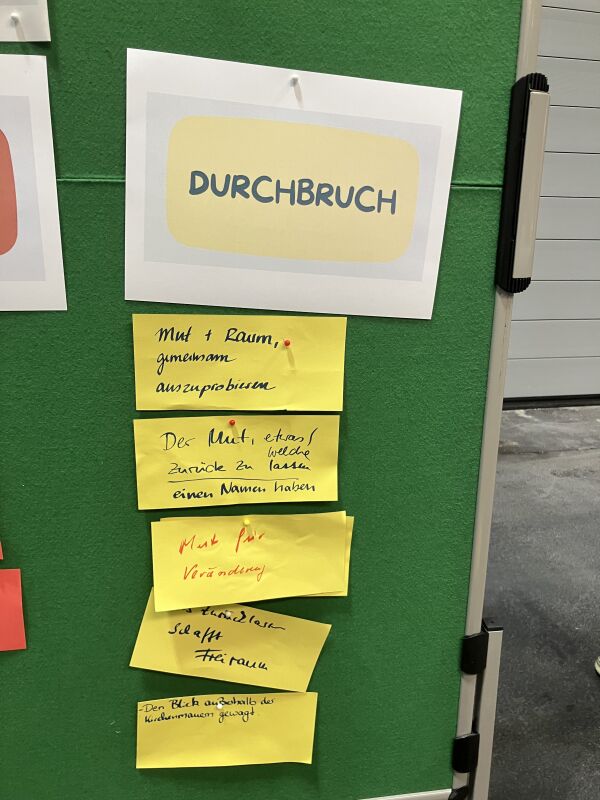 DURCHBRUCH
Mut + Raum,
gemeinsam
auszuprobieren
Der Mut, etwas/
welche
zurück zu lassen
einen Namen haben
Mut für
Veränderung
zurücklassen
schafft
Freiraum
-Den Blick außerhalb der
Kirchenmauern gewagt.